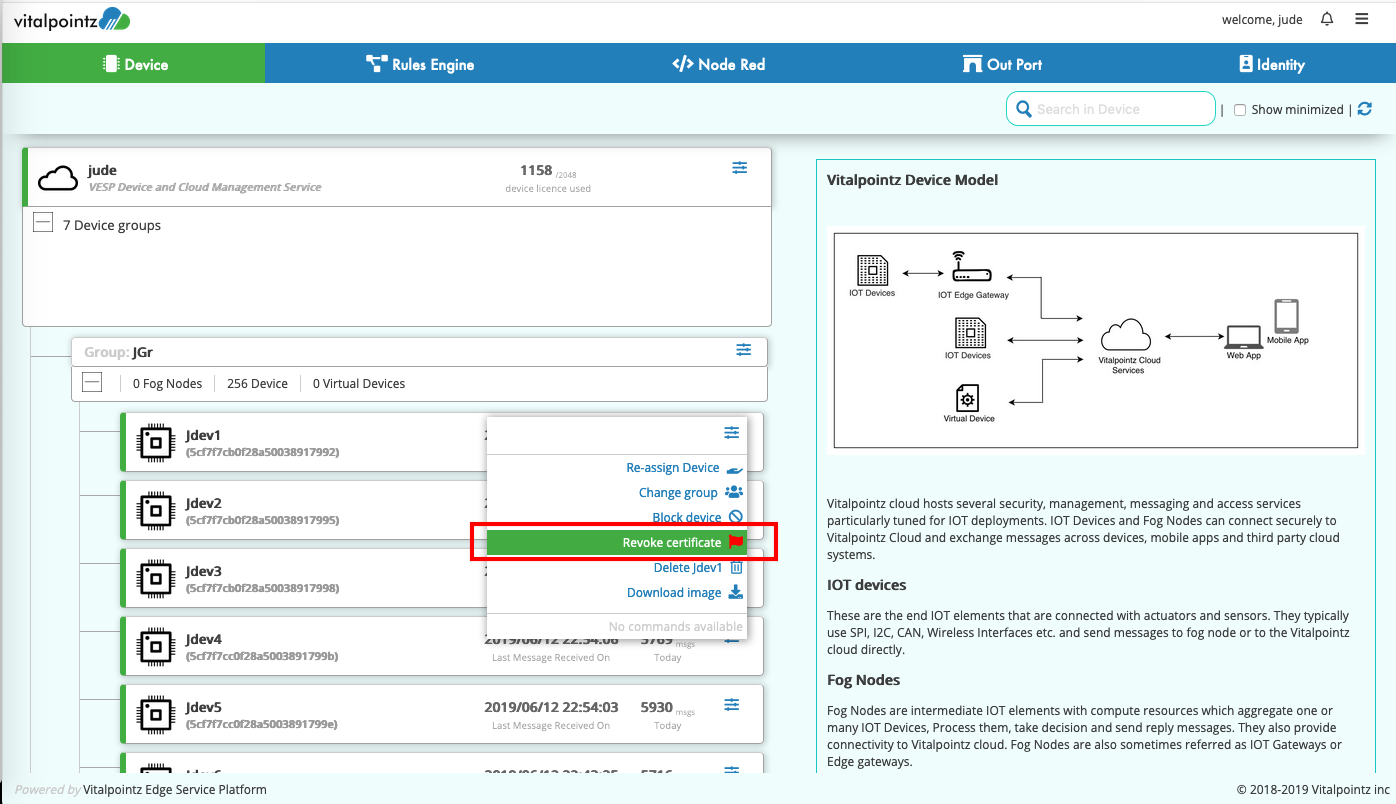 vitalpointz
welcome, jude
Device
Rules Engine
Node Red
Out Port
Identity
Search in Device
| Show minimized |
jude
VESP Device and Cloud Management Service
1158 /2048
device licence used
7 Device groups
Group: JGr
0 Fog Nodes
256 Device
0 Virtual Devices
Jdev1
(5cf7f7cb0f28a50038917992)
Re-assign Device
Change group
Block device
Revoke certificate
Delete Jdev1
Download image
No commands available
Jdev2
(5cf7f7cb0f28a50038917995)
Jdev3
(5cf7f7cb0f28a50038917998)
Jdev4
(5cf7f7cc0f28a5003891799b)
2019/06/12 22:54:06
5769 msgs
Last Message Received On
Today
Jdev5
(5cf7f7cc0f28a5003891799e)
2019/06/12 22:54:03
5930 msgs
Last Message Received On
Today
Vitalpointz Device Model
IOT Devices
IOT Edge Gateway
IOT Devices
Virtual Device
Vitalpointz Cloud
Services
Web App
Mobile App
Vitalpointz cloud hosts several security, management, messaging and access services
particularly tuned for IOT deployments. IOT Devices and Fog Nodes can connect securely to
Vitalpointz Cloud and exchange messages across devices, mobile apps and third party cloud
systems.
IOT devices
These are the end IOT elements that are connected with actuators and sensors. They typically
use SPI, I2C, CAN, Wireless Interfaces etc. and send messages to fog node or to the Vitalpointz
cloud directly.
Fog Nodes
Fog Nodes are intermediate IOT elements with compute resources which aggregate one or
many IOT Devices, Process them, take decision and send reply messages. They also provide
connectivity to Vitalpointz cloud. Fog Nodes are also sometimes referred as IOT Gateways or
Edge gateways.
Powered by Vitalpointz Edge Service Platform
© 2018-2019 Vitalpointz inc